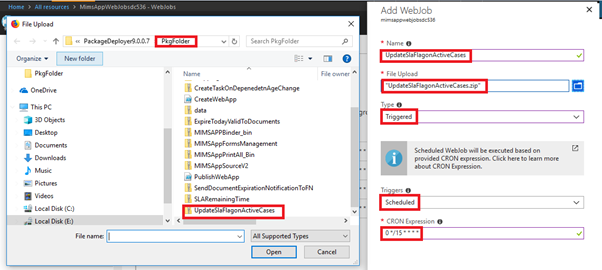 Home > All resources > MimsAppWebJobsdc536 - WebJobs
File Upload
PackageDeployer9.0.0.7 > PkgFolder
Search PkgFolder
Organize
New folder
PkgFolder
OneDrive
This PC
3D Objects
Desktop
Documents
Downloads
Music
Pictures
Videos
Local Disk (C:)
Local Disk (E:)
Name
File owner
CreateTaskOnDepenedetnAgeChange
CreateWebApp
data
ExpireTodayValidToDocument
MIMSAPPBinder_bin
MIMSAppFormsManagement
MIMSAppPrintAll_Bin
MIMSAppSourceV2
PublishWebApp
SendDocumentExpirationNotificationToFN
SLARemainingTime
UpdateSlaFlagonActiveCases
File name:
All Supported Types
Open
Cancel
Add WebJob
mimsappwebjobsdc536
* Name
UpdateSlaFlagonActiveCases
* File Upload
"UpdateSlaFlagonActiveCases.zip"
Type
Triggered
Scheduled WebJob will be executed based on
provided CRON expression. Click here to learn more
about CRON Expression.
Triggers
Scheduled
* CRON Expression
0 */15 * * * *